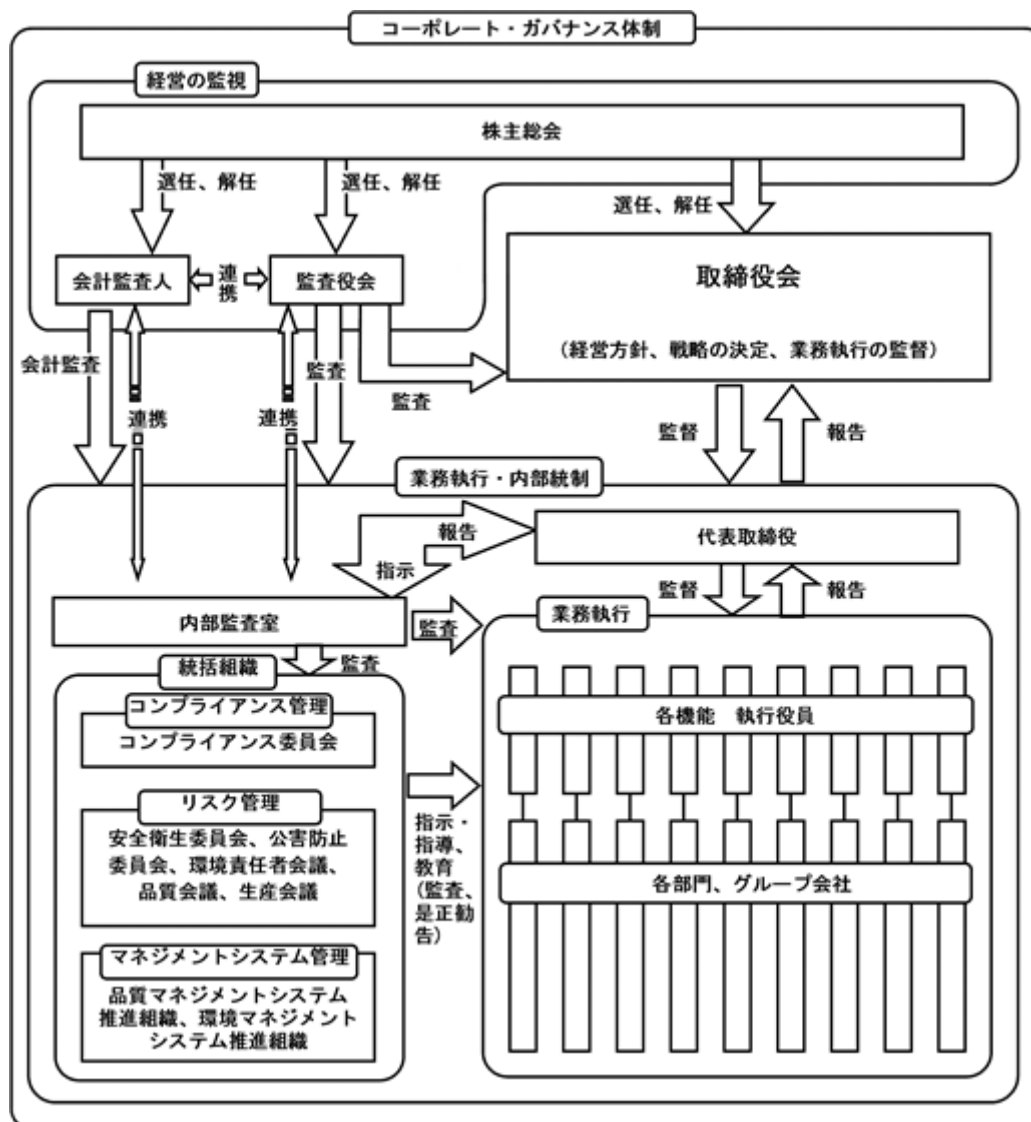 コーポレート・ガバナンス体制
経営の監視
株主総会
選任、解任
選任、解任
選任、解任
会計監査人
連
携
監査役会
取締役会
（経営方針、戦略の決定、業務執行の監督）
会計監査
監査
監査
連携
連携
監督
報告
業務執行・内部統制
報告
指示
代表取締役
監督
報告
内部監査室
監査
業務執行
監査
統括組織
コンプライアンス管理
コンプライアンス委員会
各機能　執行役員
リスク管理
安全衛生委員会、公害防止
委員会、環境責任者会議、
品質会議、生産会議
指示・
指導、
教育
（監査、
是正勧
告）
各部門、グループ会社
マネジメントシステム管理
品質マネジメントシステム
推進組織、環境マネジメント
システム推進組織